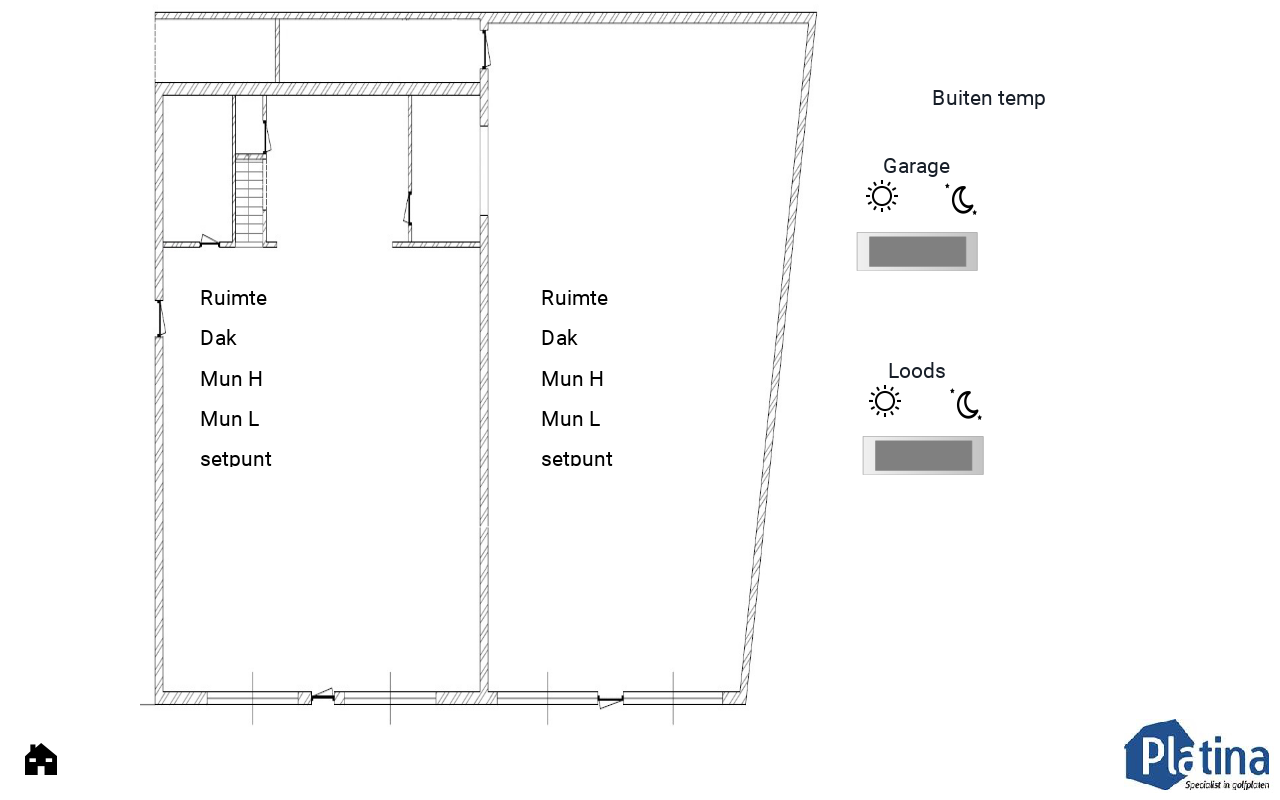 Buiten temp
Garage
Ruimte
Dak
Mun H
Mun L
setpunt
Ruimte
Dak
Mun H
Mun L
setpunt
Loods
Platina
Specialist in golfplaten